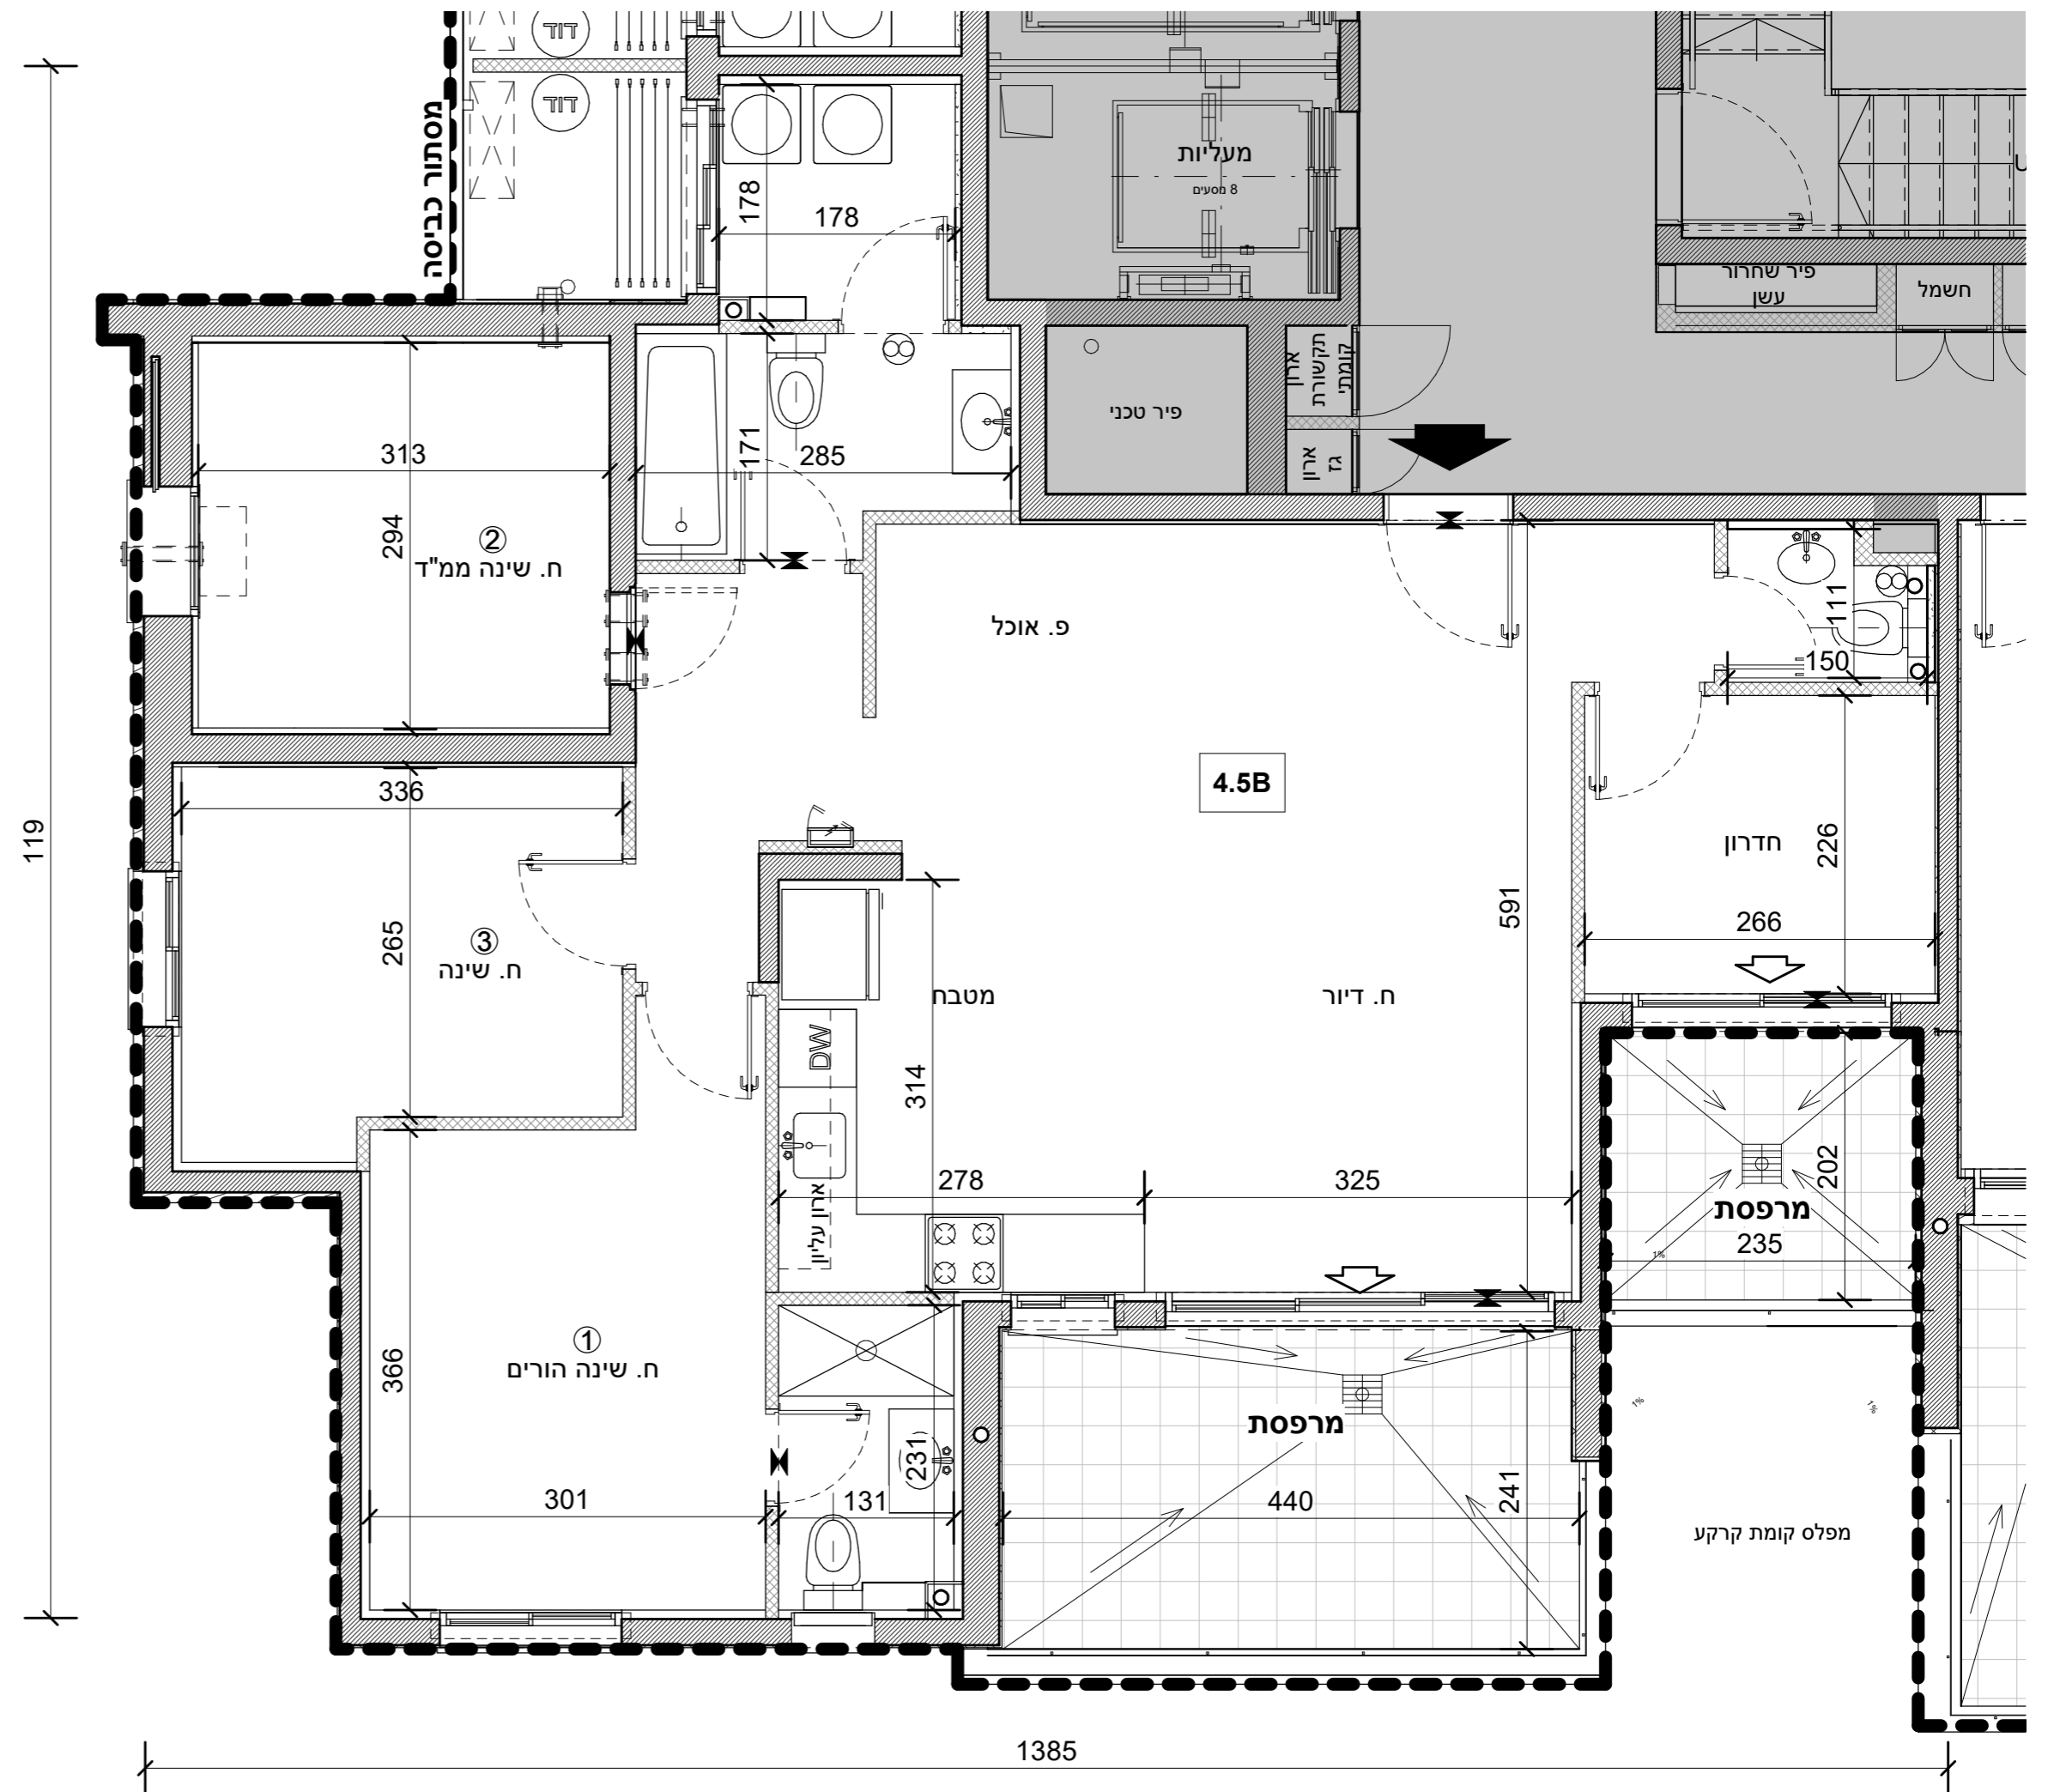 דוד
דוד
מסתור כביסה
מעליות
8 נוסעים
178
178
פיר שחרור
עשן
חשמל
ארון
תקשורת
קומתי
פיר טכני
ארון
גז
313
294
②
ח. שינה ממ"ד
171
285
פ. אוכל
111
150
4.5B
336
265
③
ח. שינה
119
591
חדרון
226
266
מטבח
ח. דיור
DW
314
ארון עליון
278
325
202
מרפסת
235
1%
①
ח. שינה הורים
366
301
231
131
מרפסת
440
241
1%
1%
מפלס קומת קרקע
1385